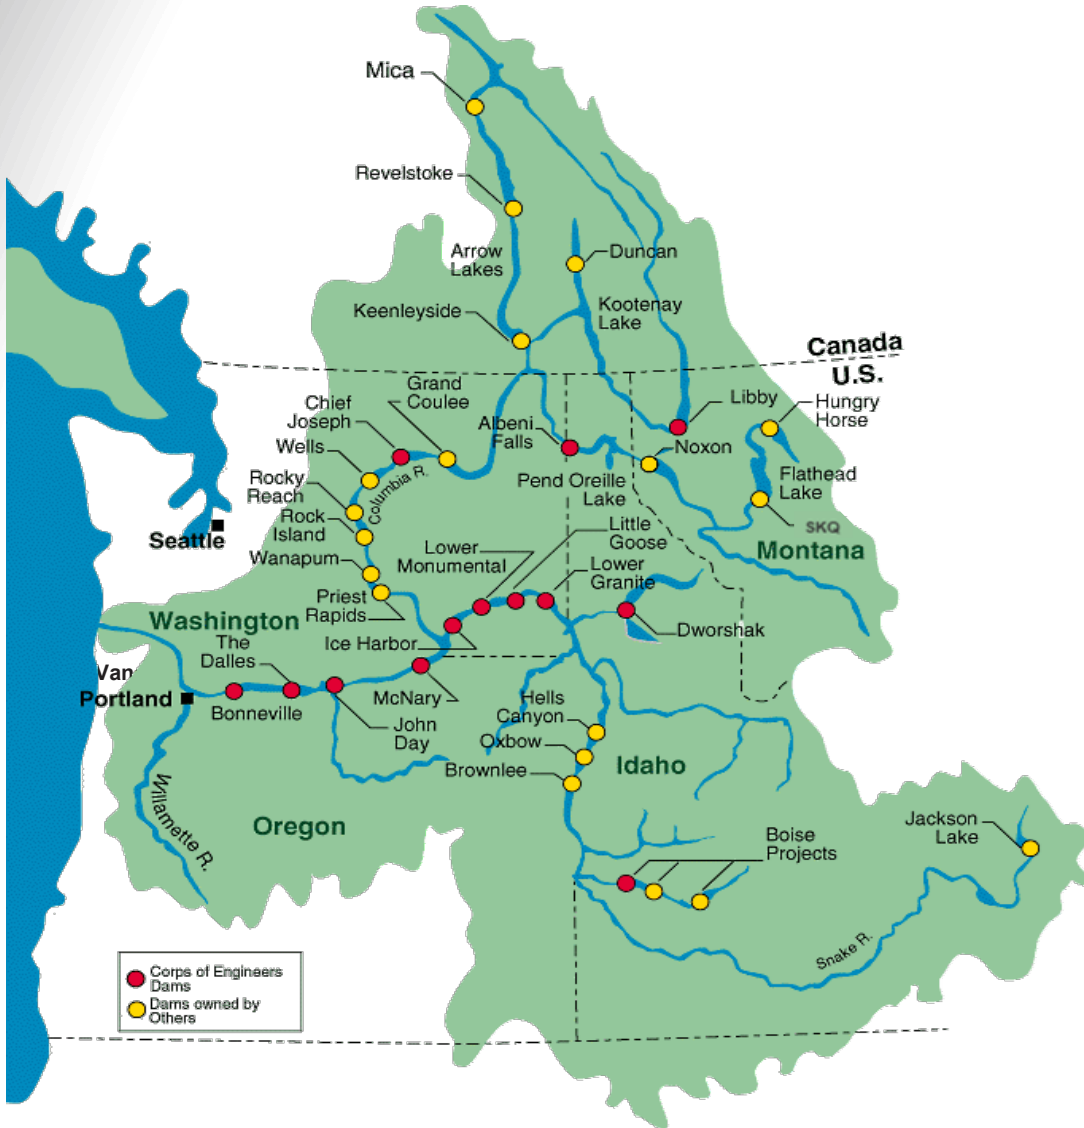 Mica
Revelstoke
Arrow
Lakes
Duncan
Keenleyside
Kootenay
Lake
Canada
U.S.
Grand
Coulee
Chief
Joseph
Albeni
Falls
Libby
Hungry
Horse
Wells
Noxon
Columbia R.
Rocky
Reach
Pend Oreille
Lake
Flathead
Lake
Rock
Island
SKQ
Seattle
Little
Goose
Montana
Wanapum
Lower
Monumental
Lower
Granite
Priest
Rapids
Washington
Ice Harbor
Dworshak
The
Dalles
Van
Portland
Bonneville
McNary
John
Day
Hells
Canyon
Oxbow
Brownlee
Idaho
Willamette R.
Oregon
Boise
Projects
Jackson
Lake
Snake R.
Corps of Engineers
Dams
Dams owned by
Others